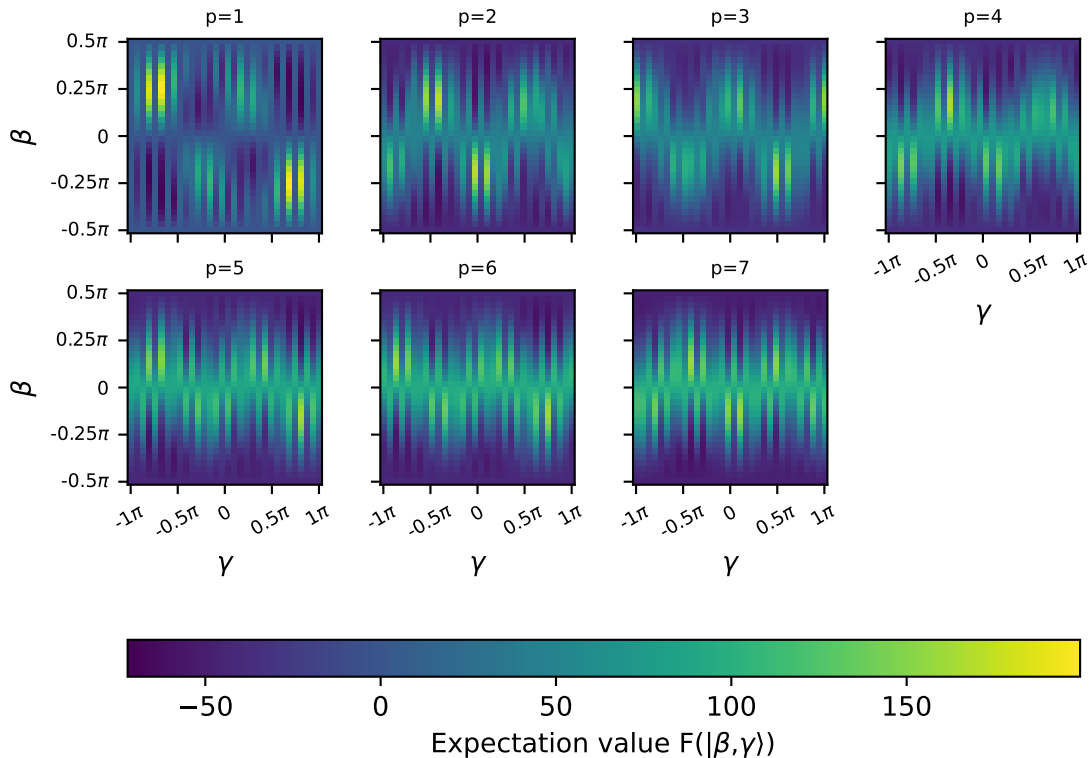 p=1 p=2 p=3 p=4
0.5π
0.25π
0
-0.25π
-0.5π
β
-1π -0.5π 0 0.5π 1π
γ
p=5 p=6 p=7
0.5π
0.25π
0
-0.25π
-0.5π
β
-1π -0.5π 0 0.5π 1π -1π -0.5π 0 0.5π 1π -1π -0.5π 0 0.5π 1π
γ γ γ
−50 0 50 100 150
Expectation value F(|β,γ⟩)